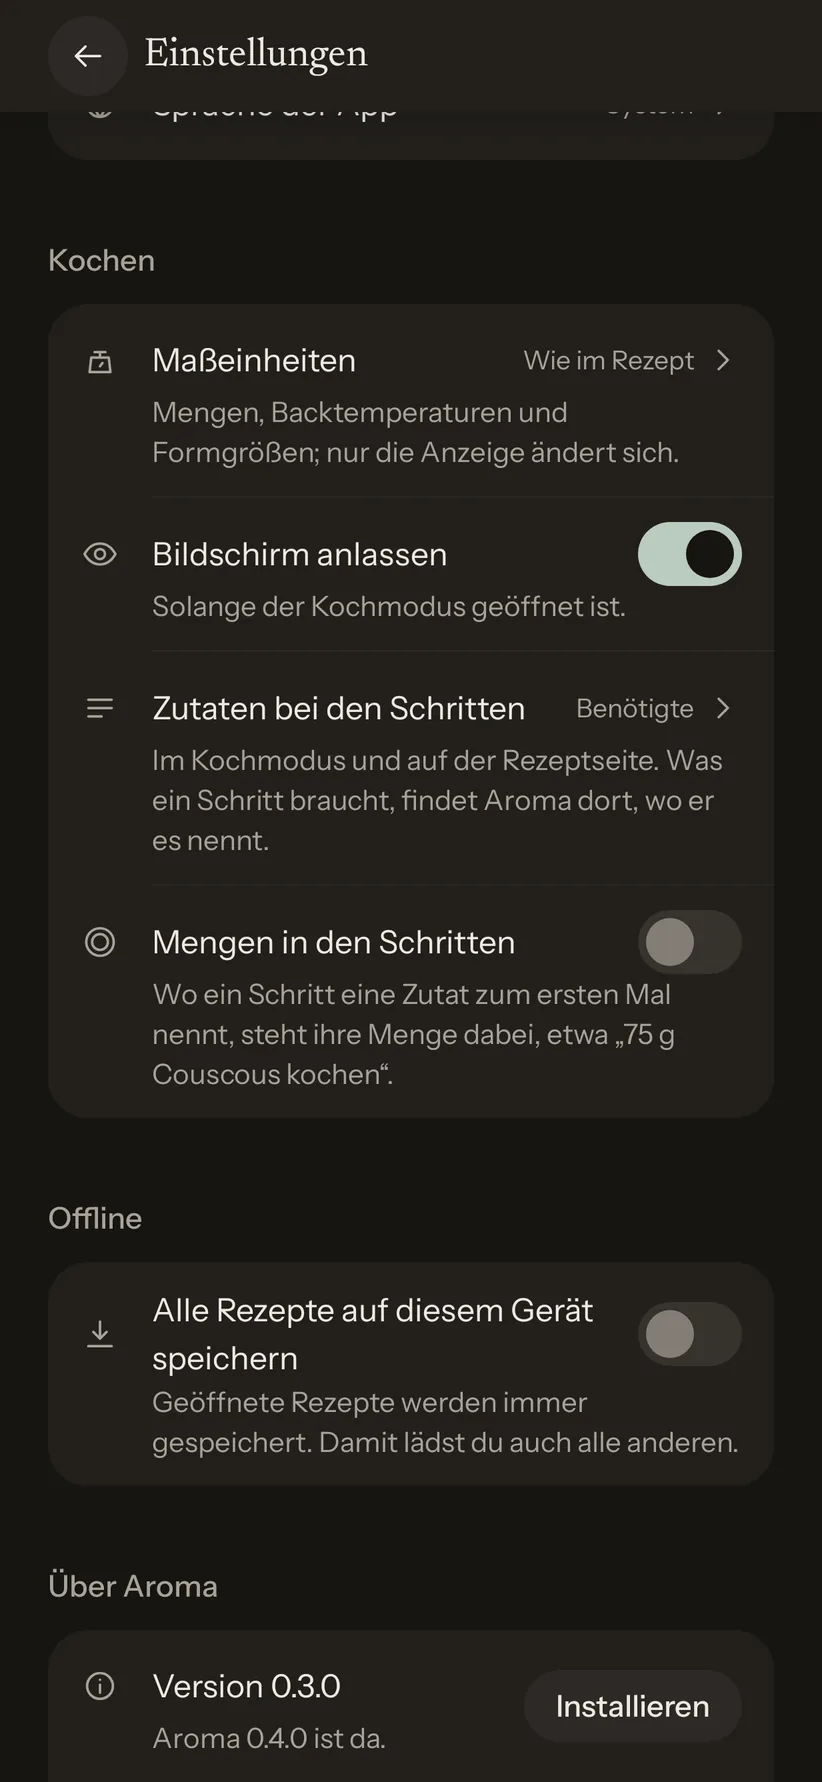 Einstellungen
Sprache der App System
Kochen
Maßeinheiten Wie im Rezept
Mengen, Backtemperaturen und
Formgrößen; nur die Anzeige ändert sich.
Bildschirm anlassen
Solange der Kochmodus geöffnet ist.
Zutaten bei den Schritten Benötigte
Im Kochmodus und auf der Rezeptseite. Was
ein Schritt braucht, findet Aroma dort, wo er
es nennt.
Mengen in den Schritten
Wo ein Schritt eine Zutat zum ersten Mal
nennt, steht ihre Menge dabei, etwa „75 g
Couscous kochen“.
Offline
Alle Rezepte auf diesem Gerät
speichern
Geöffnete Rezepte werden immer
gespeichert. Damit lädst du auch alle anderen.
Über Aroma
Version 0.3.0
Installieren
Aroma 0.4.0 ist da.